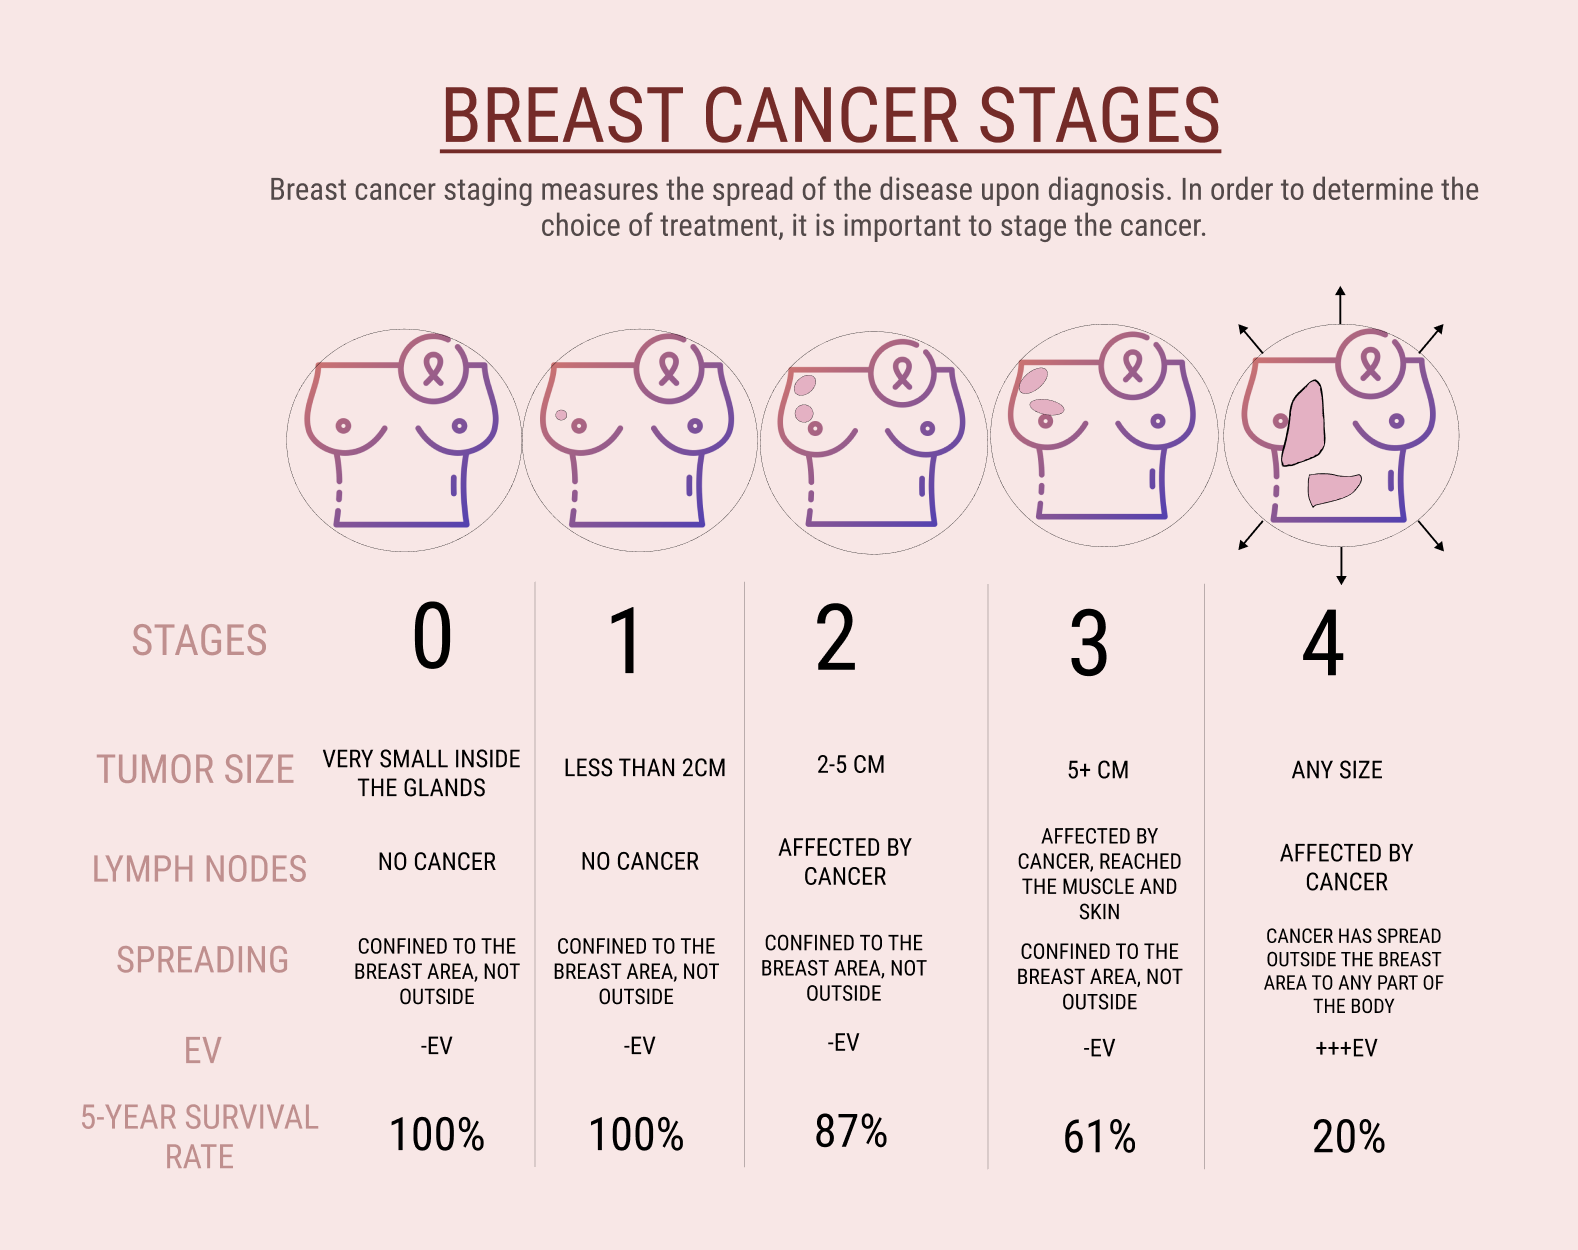 BREAST CANCER STAGES
Breast cancer staging measures the spread of the disease upon diagnosis. In order to determine the
choice of treatment, it is important to stage the cancer.
STAGES
0
1
2
3
4
TUMOR SIZE
VERY SMALL INSIDE
THE GLANDS
LESS THAN 2CM
2-5 CM
5+ CM
ANY SIZE
LYMPH NODES
NO CANCER
NO CANCER
AFFECTED BY
CANCER
AFFECTED BY
CANCER, REACHED
THE MUSCLE AND
SKIN
AFFECTED BY
CANCER
SPREADING
CONFINED TO THE
BREAST AREA, NOT
OUTSIDE
CONFINED TO THE
BREAST AREA, NOT
OUTSIDE
CONFINED TO THE
BREAST AREA, NOT
OUTSIDE
CONFINED TO THE
BREAST AREA, NOT
OUTSIDE
CANCER HAS SPREAD
OUTSIDE THE BREAST
AREA TO ANY PART OF
THE BODY
EV
-EV
-EV
-EV
-EV
+++EV
5-YEAR SURVIVAL
RATE
100%
100%
87%
61%
20%